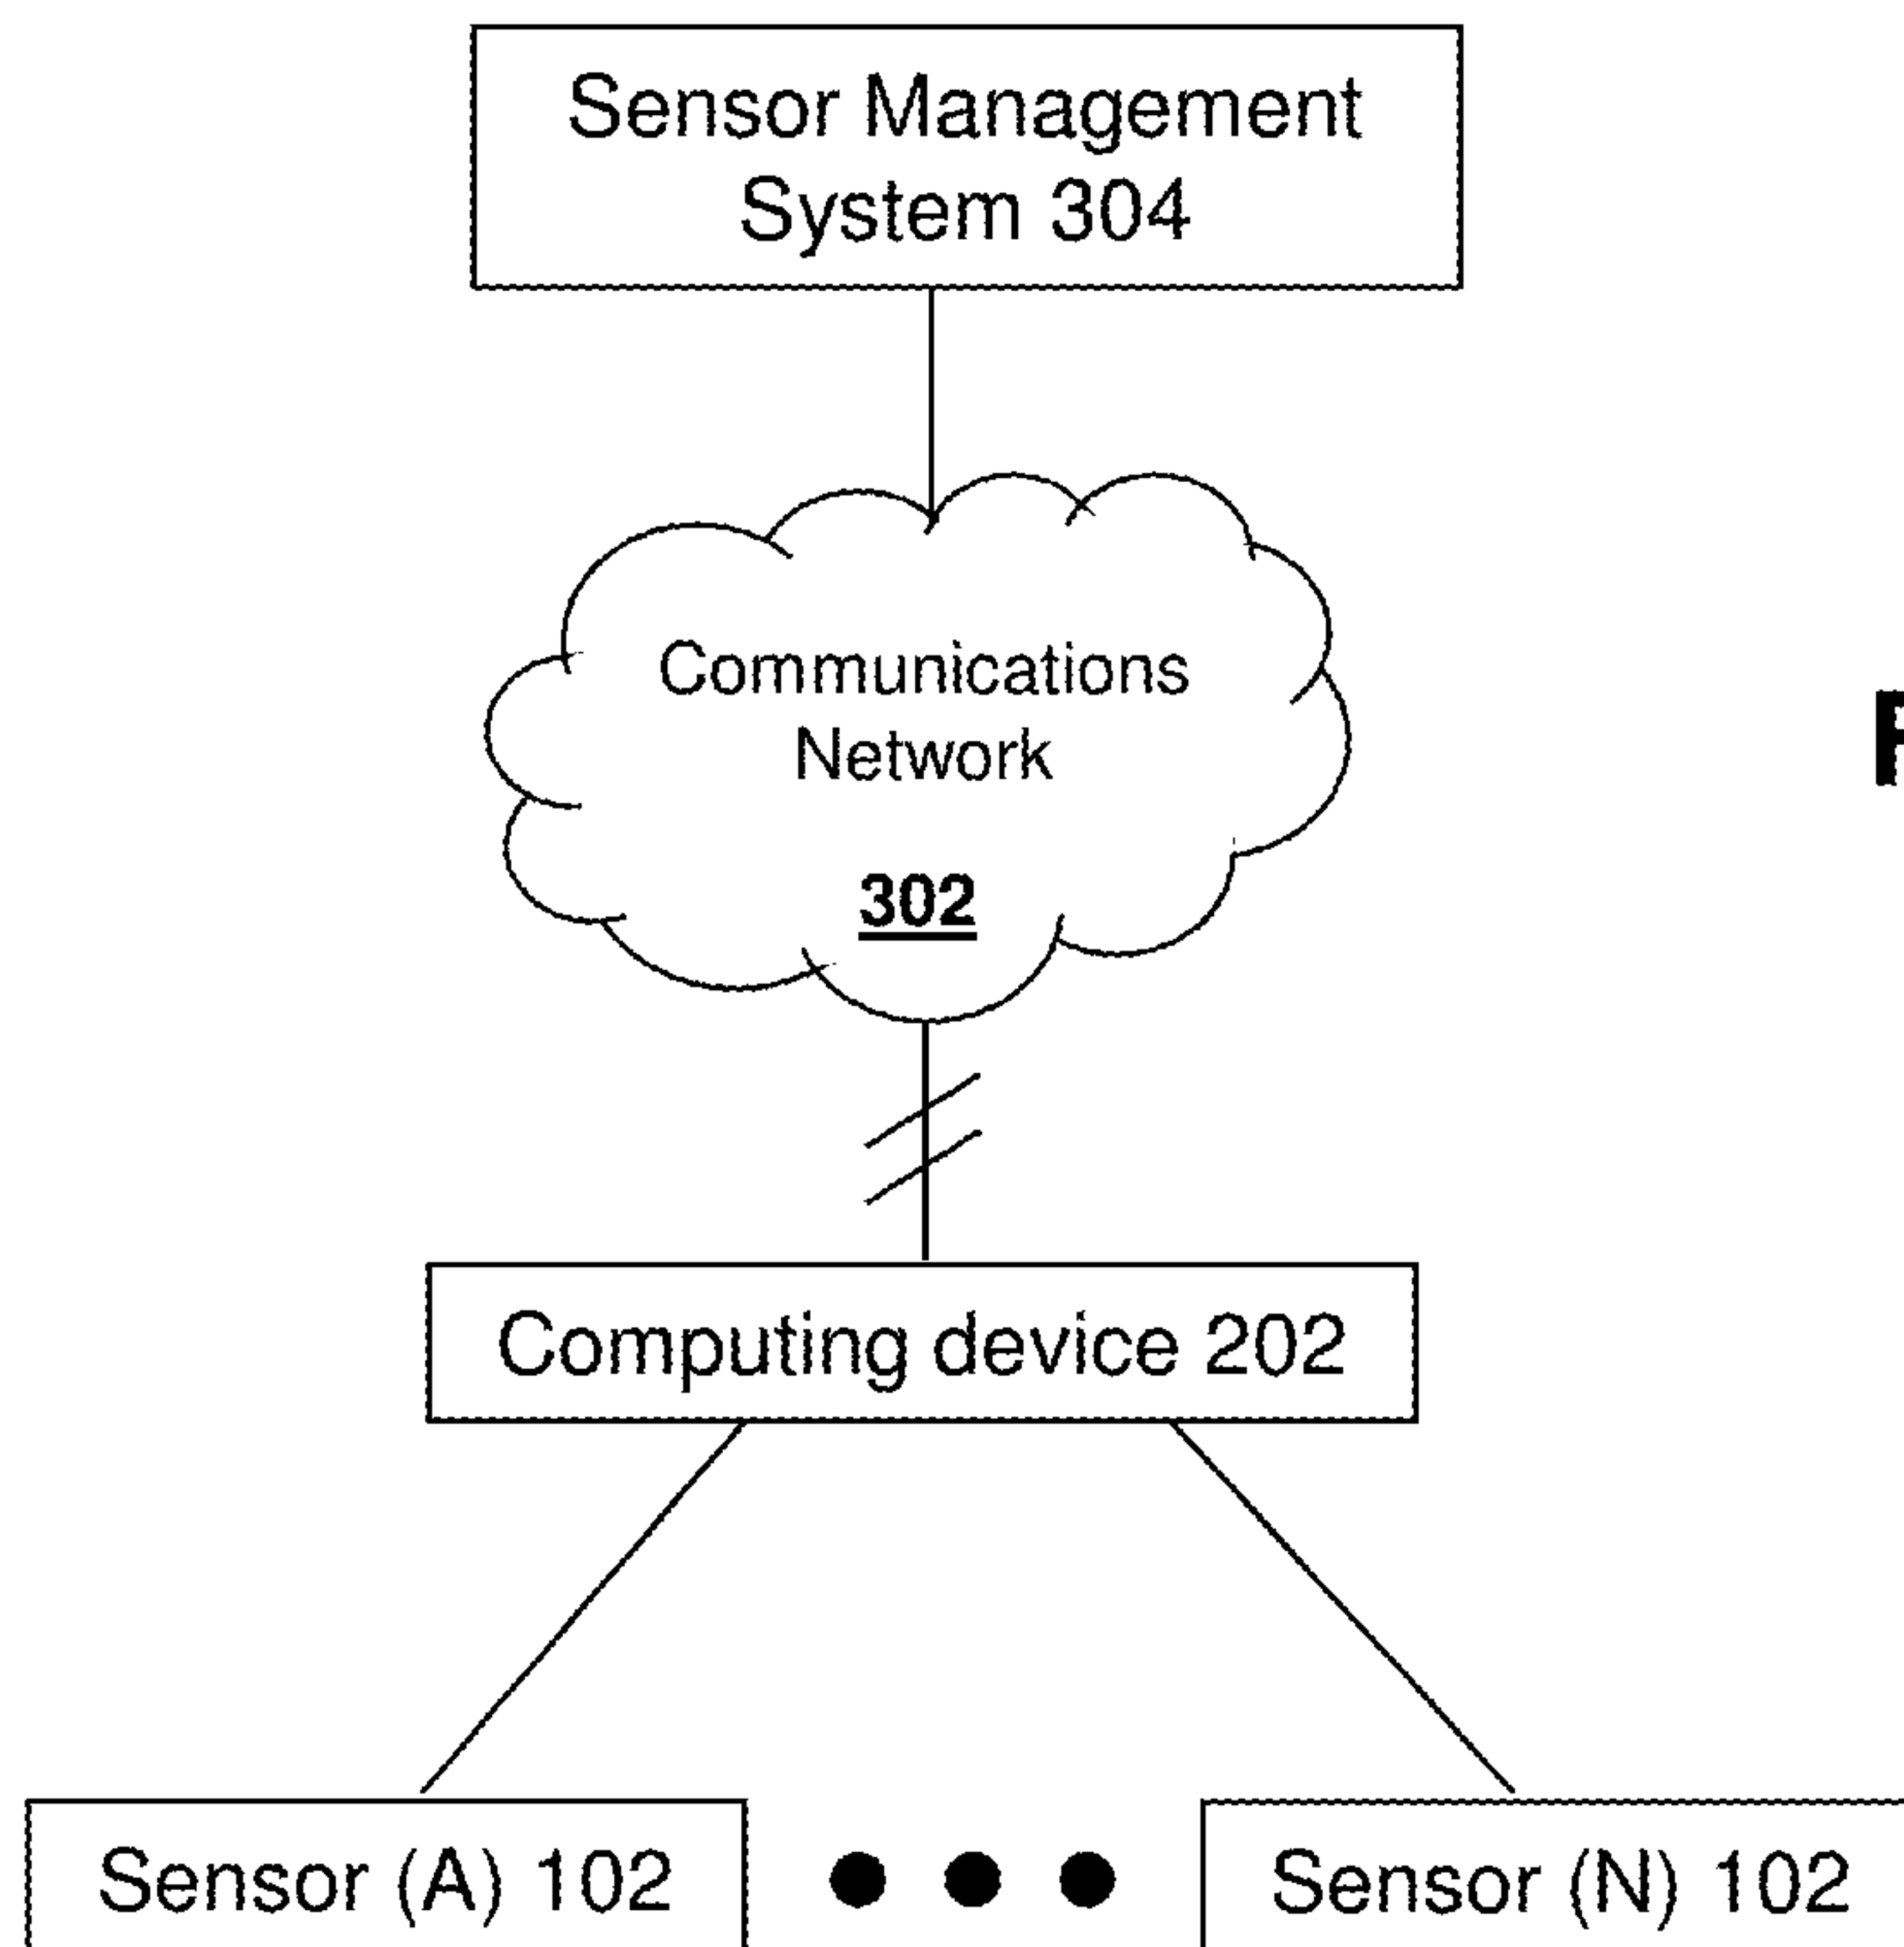 Sensor Management
System 304
Communications
Network
302
Computing device 202
Sensor (A) 102
Sensor (N) 102